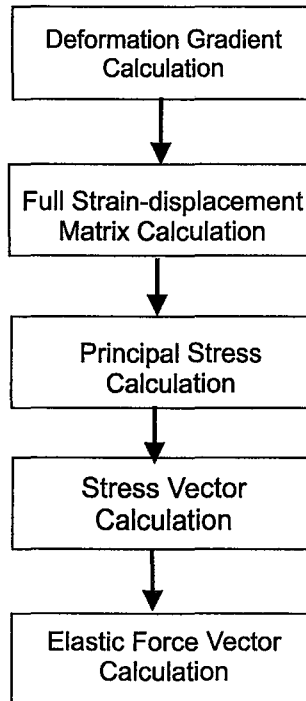 Deformation Gradient
Calculation
Full Strain-displacement
Matrix Calculation
Principal Stress
Calculation
Stress Vector
Calculation
Elastic Force Vector
Calculation